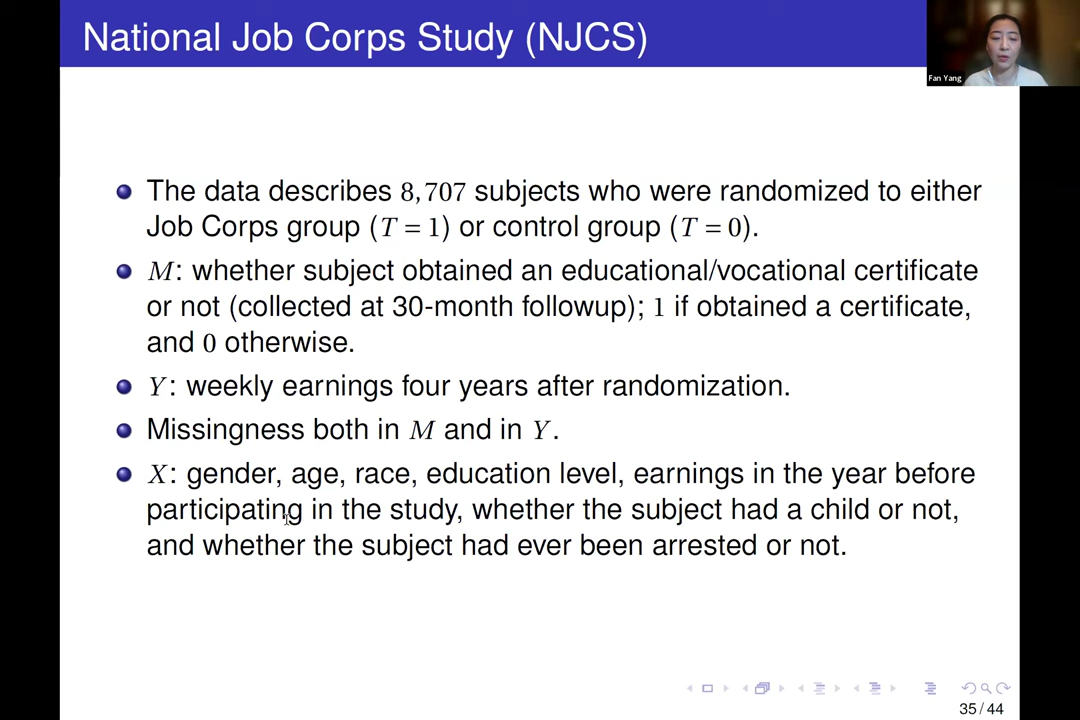 National Job Corps Study (NJCS)
Fan Yang
The data describes 8,707 subjects who were randomized to either
Job Corps group (T = 1) or control group (T = 0).
M: whether subject obtained an educational/vocational certificate
or not (collected at 30-month followup); 1 if obtained a certificate,
and 0 otherwise.
Y: weekly earnings four years after randomization.
Missingness both in M and in Y.
X: gender, age, race, education level, earnings in the year before
participating in the study, whether the subject had a child or not,
and whether the subject had ever been arrested or not.
35 / 44